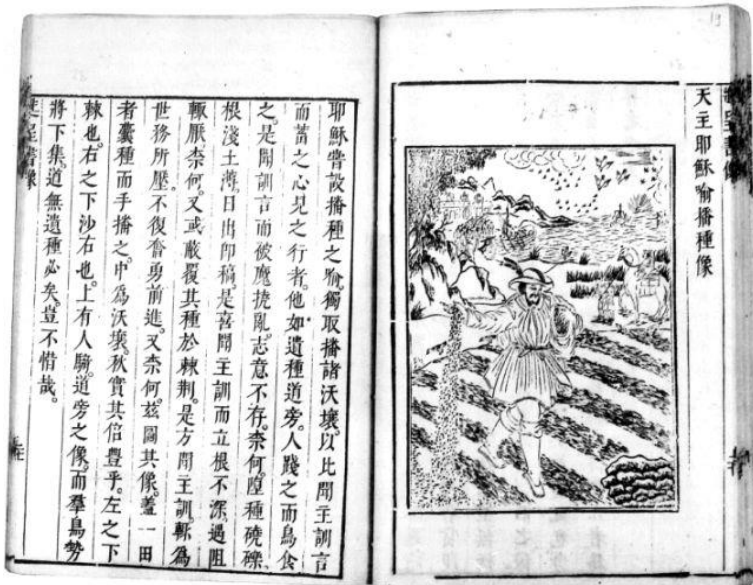 天主耶穌喻播種像
耶穌嘗設播種之喻。獨取播諸沃壤。以比聞主訓言
而蓄之心見之行者。他如遺種道旁。人踐之而鳥食
之。是聞訓言而被魔撓亂。志意不存。柰何。墮種磽礫。
根淺土薄。日出即槁。是喜聞主訓而立根不深。遇阻
輒厭柰何。又或蔽覆其種於棘荊。是方聞主訓。輒為
世務所壓。不復奮勇前進。又柰何。茲圖其像。蓋一田
者囊種而手播之。中為沃壤。秋實其倍豐乎。左之下
棘也。右之下沙右也。上有人騎。道旁之像。而羣鳥勢
將下集。道無遺種必矣。豈不惜哉。